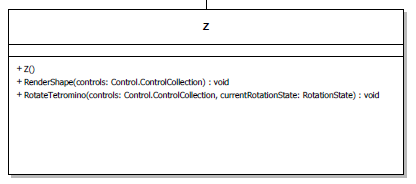 Z
+ Z()
+ RenderShape(controls: Control.ControlCollection) : void
+ RotateTetromino(controls: Control.ControlCollection, currentRotationState: RotationState) : void